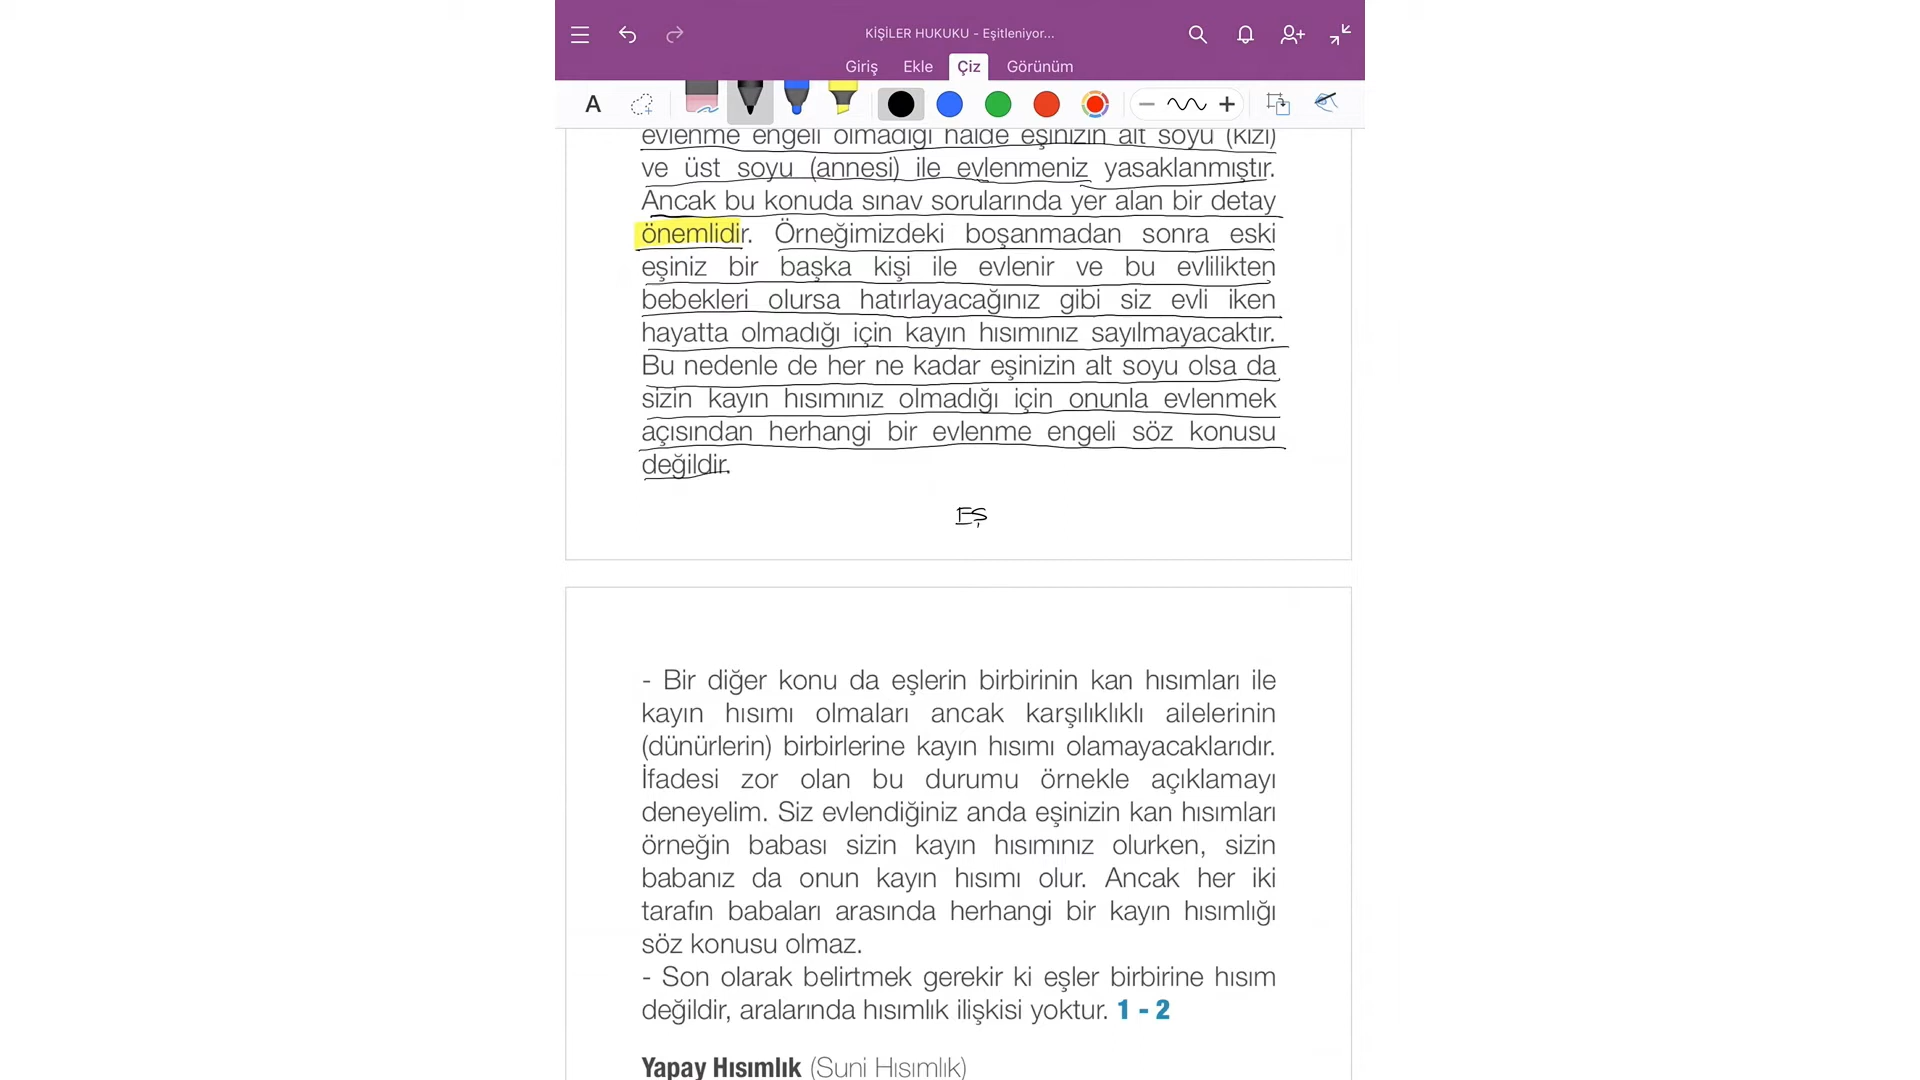 KİŞİLER HUKUKU - Eşitleniyor...
Giriş Ekle Çiz Görünüm
A
evlenme engeli olmadığı halde eşinizin alt soyu (kızı)
ve üst soyu (annesi) ile evlenmeniz yasaklanmıştır.
Ancak bu konuda sınav sorularında yer alan bir detay
önemlidir. Örneğimizdeki boşanmadan sonra eski
eşiniz bir başka kişi ile evlenir ve bu evlilikten
bebekleri olursa hatırlayacağınız gibi siz evli iken
hayatta olmadığı için kayın hısımınız sayılmayacaktır.
Bu nedenle de her ne kadar eşinizin alt soyu olsa da
sizin kayın hısımınız olmadığı için onunla evlenmek
açısından herhangi bir evlenme engeli söz konusu
değildir.
EŞ
- Bir diğer konu da eşlerin birbirinin kan hısımları ile
kayın hısımı olmaları ancak karşılıklıklı ailelerinin
(dünürlerin) birbirlerine kayın hısımı olamayacaklarıdır.
İfadesi zor olan bu durumu örnekle açıklamayı
deneyelim. Siz evlendiğiniz anda eşinizin kan hısımları
örneğin babası sizin kayın hısımınız olurken, sizin
babanız da onun kayın hısımı olur. Ancak her iki
tarafın babaları arasında herhangi bir kayın hısımlığı
söz konusu olmaz.
- Son olarak belirtmek gerekir ki eşler birbirine hısım
değildir, aralarında hısımlık ilişkisi yoktur. 1 - 2
Yapay Hısımlık (Suni Hısımlık)